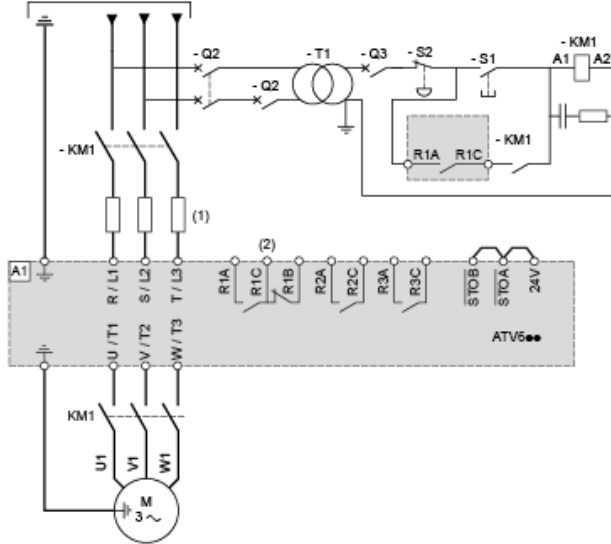 - Q2
- T1
- Q3
- S2
- S1
- KM1
A1
A2
- Q2
- KM1
R1A
R1C
- KM1
(1)
(2)
A1
R / L1
S / L2
T / L3
R1A
R1C
R1B
R2A
R2C
R3A
R3C
STOB
STOA
24V
U / T1
V / T2
W / T3
ATV6●●
KM1
U1
V1
W1
M
3 ~